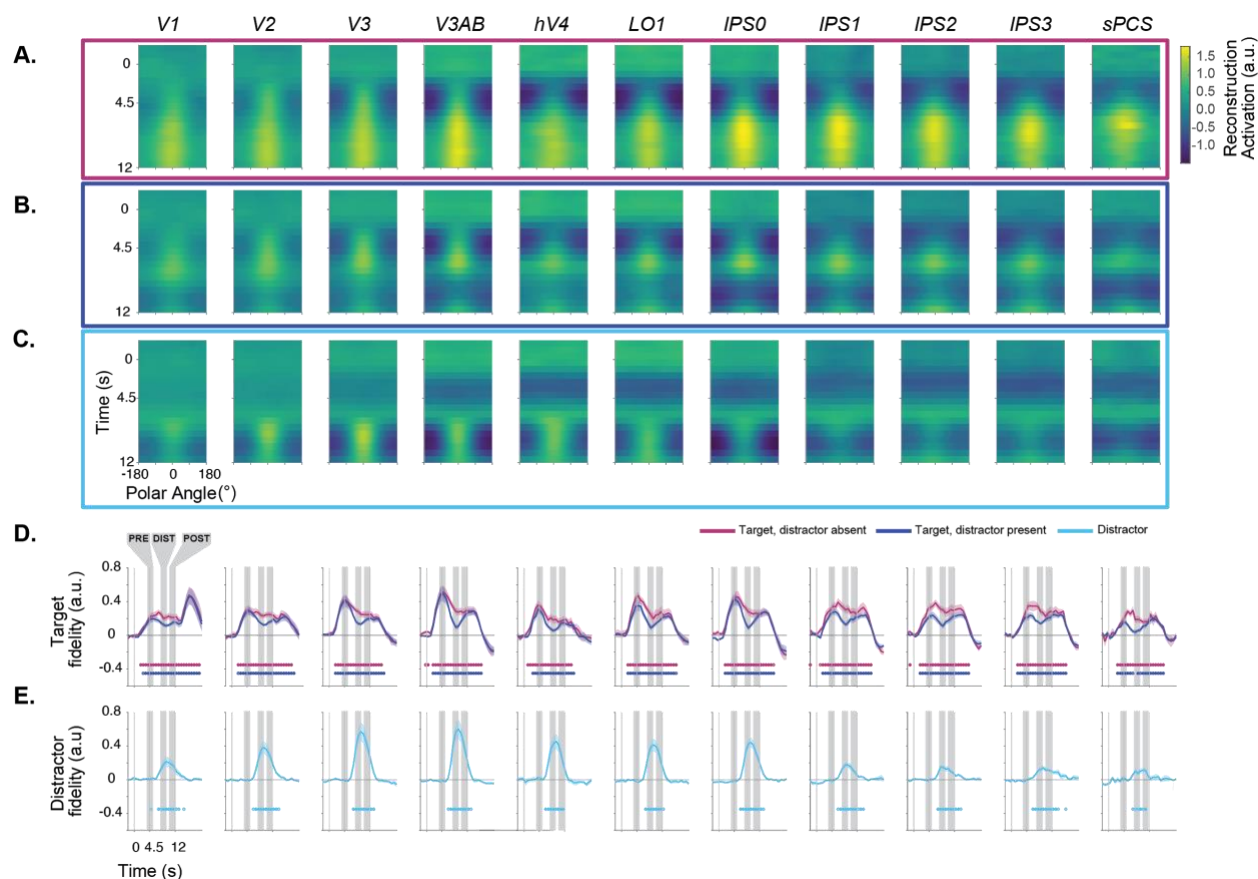 V1 V2 V3 V3AB hV4 LO1 IPS0 IPS1 IPS2 IPS3 sPCS
A.
0
4.5
12
1.5
1.0
0.5
0.0
-0.5
-1.0
Reconstruction
Activation (a.u.)
B.
0
4.5
12
C.
0
4.5
12
Time (s)
-180 0 180
Polar Angle(°)
D.
PRE DIST POST
Target, distractor absent Target, distractor present Distractor
0.8
0.4
0
-0.4
Target
fidelity (a.u.)
E.
0.8
0.4
0
-0.4
Distractor
fidelity (a.u)
0 4.5 12
Time (s)